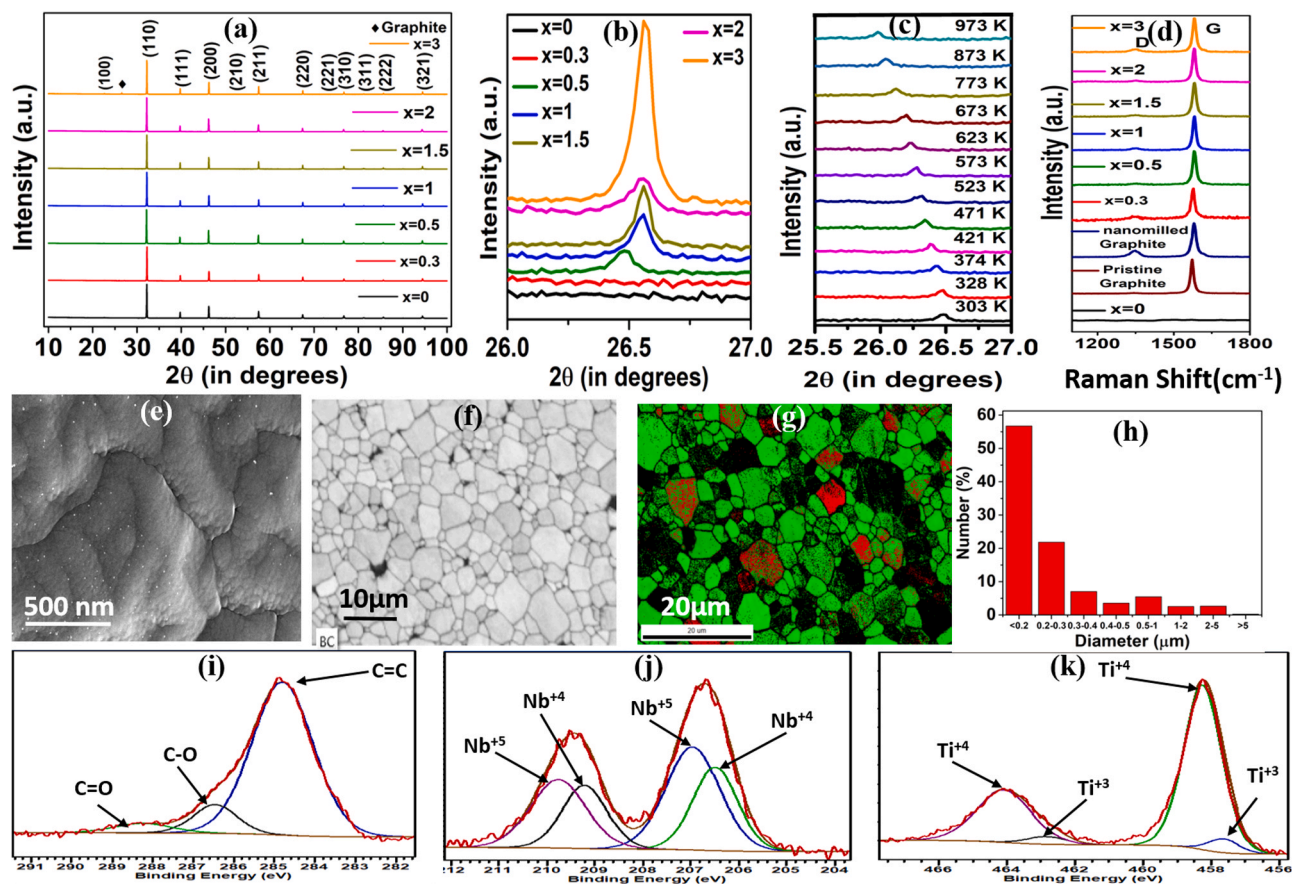 (a)
♦ Graphite
x=3
(100)
♦
(110)
(111)
(200)
(210)
(211)
(220)
(221)
(310)
(311)
(222)
(321)
x=2
x=1.5
x=1
x=0.5
x=0.3
x=0
Intensity (a.u.)
10 20 30 40 50 60 70 80 90 100
2θ (in degrees)
(b)
x=0
x=0.3
x=0.5
x=1
x=1.5
x=2
x=3
Intensity (a.u.)
26.0 26.5 27.0
2θ (in degrees)
(c)
973 K
873 K
773 K
673 K
623 K
573 K
523 K
471 K
421 K
374 K
328 K
303 K
Intensity (a.u.)
25.5 26.0 26.5 27.0
2θ (in degrees)
(d)
x=3
D
G
x=2
x=1.5
x=1
x=0.5
x=0.3
nanomilled
Graphite
Pristine
Graphite
x=0
Intensity (a.u.)
1200 1500 1800
Raman Shift(cm⁻¹)
(e)
500 nm
(f)
10μm
BC
(g)
20μm
20 um
(h)
Number (%)
60
50
40
30
20
10
0
<0.2 0.2-0.3 0.3-0.4 0.4-0.5 0.5-1 1-2 2-5 >5
Diameter (μm)
(i)
C=C
C-O
C=O
291 290 288 286 284 282 281
Binding Energy (eV)
(j)
Nb+5
Nb+4
Nb+5
Nb+4
212 210 209 207 206 204 203
Binding Energy (eV)
(k)
Ti+4
Ti+4
Ti+3
Ti+3
466 464 462 460 458 456
Binding Energy (eV)